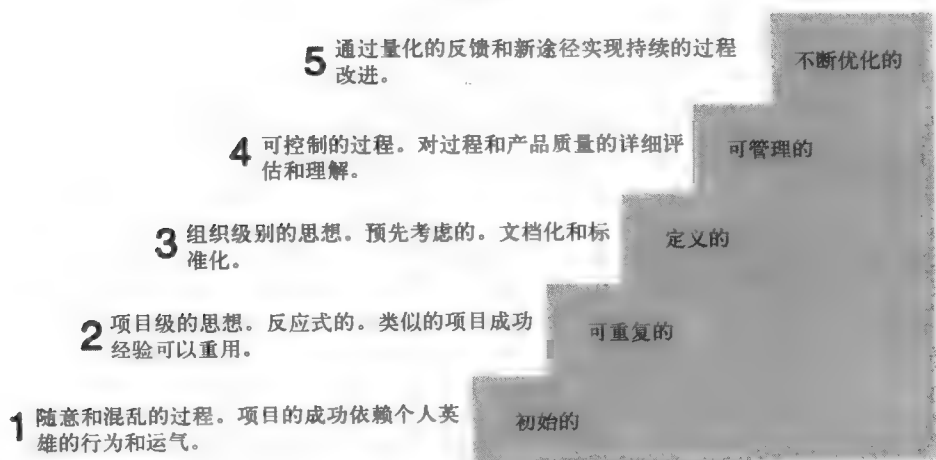 5 通过量化的反馈和新途径实现持续的过程
改进。
不断优化的
4 可控制的过程。对过程和产品质量的详细评
估和理解。
可管理的
3 组织级别的思想。预先考虑的。文档化和标
准化。
定义的
2 项目级的思想。反应式的。类似的项目成功
经验可以重用。
可重复的
1 随意和混乱的过程。项目的成功依赖个人英
雄的行为和运气。
初始的